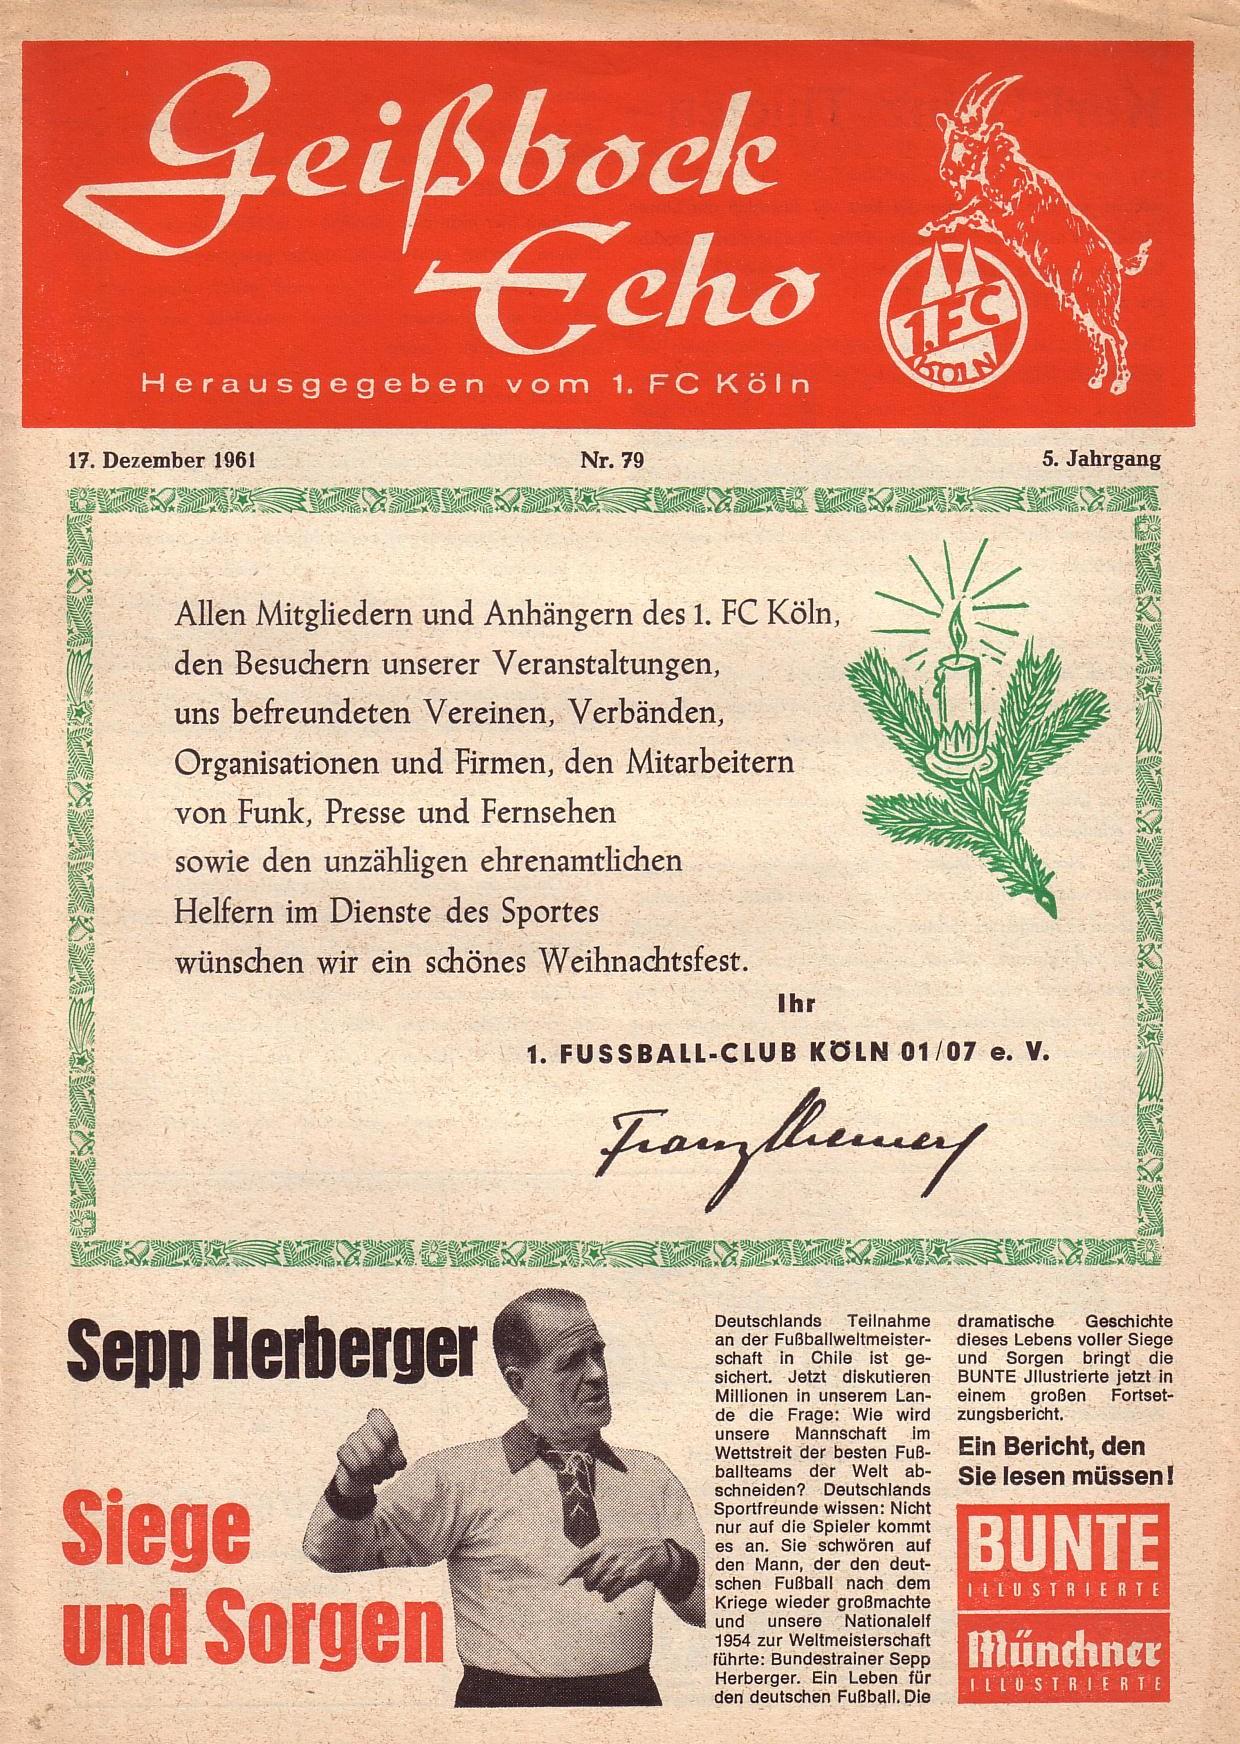 Geißbock
Echo
Herausgegeben vom 1. FC Köln
1. FC
KÖLN
17. Dezember 1961
Nr. 79
5. Jahrgang
Allen Mitgliedern und Anhängern des 1. FC Köln,
den Besuchern unserer Veranstaltungen,
uns befreundeten Vereinen, Verbänden,
Organisationen und Firmen, den Mitarbeitern
von Funk, Presse und Fernsehen
sowie den unzähligen ehrenamtlichen
Helfern im Dienste des Sportes
wünschen wir ein schönes Weihnachtsfest.
Ihr
1. FUSSBALL-CLUB KÖLN 01/07 e. V.
Franz Kremer
Sepp Herberger
Siege
und Sorgen
Deutschlands Teilnahme
an der Fußballweltmeister-
schaft in Chile ist ge-
sichert. Jetzt diskutieren
Millionen in unserem Lan-
de die Frage: Wie wird
unsere Mannschaft im
Wettstreit der besten Fuß-
ballteams der Welt ab-
schneiden? Deutschlands
Sportfreunde wissen: Nicht
nur auf die Spieler kommt
es an. Sie schwören auf
den Mann, der den deut-
schen Fußball nach dem
Kriege wieder großmachte
und unsere Nationalelf
1954 zur Weltmeisterschaft
führte: Bundestrainer Sepp
Herberger. Ein Leben für
den deutschen Fußball. Die
dramatische Geschichte
dieses Lebens voller Siege
und Sorgen bringt die
BUNTE Jllustrierte jetzt in
einem großen Fortset-
zungsbericht.
Ein Bericht, den
Sie lesen müssen!
BUNTE
ILLUSTRIERTE
Münchner
ILLUSTRIERTE